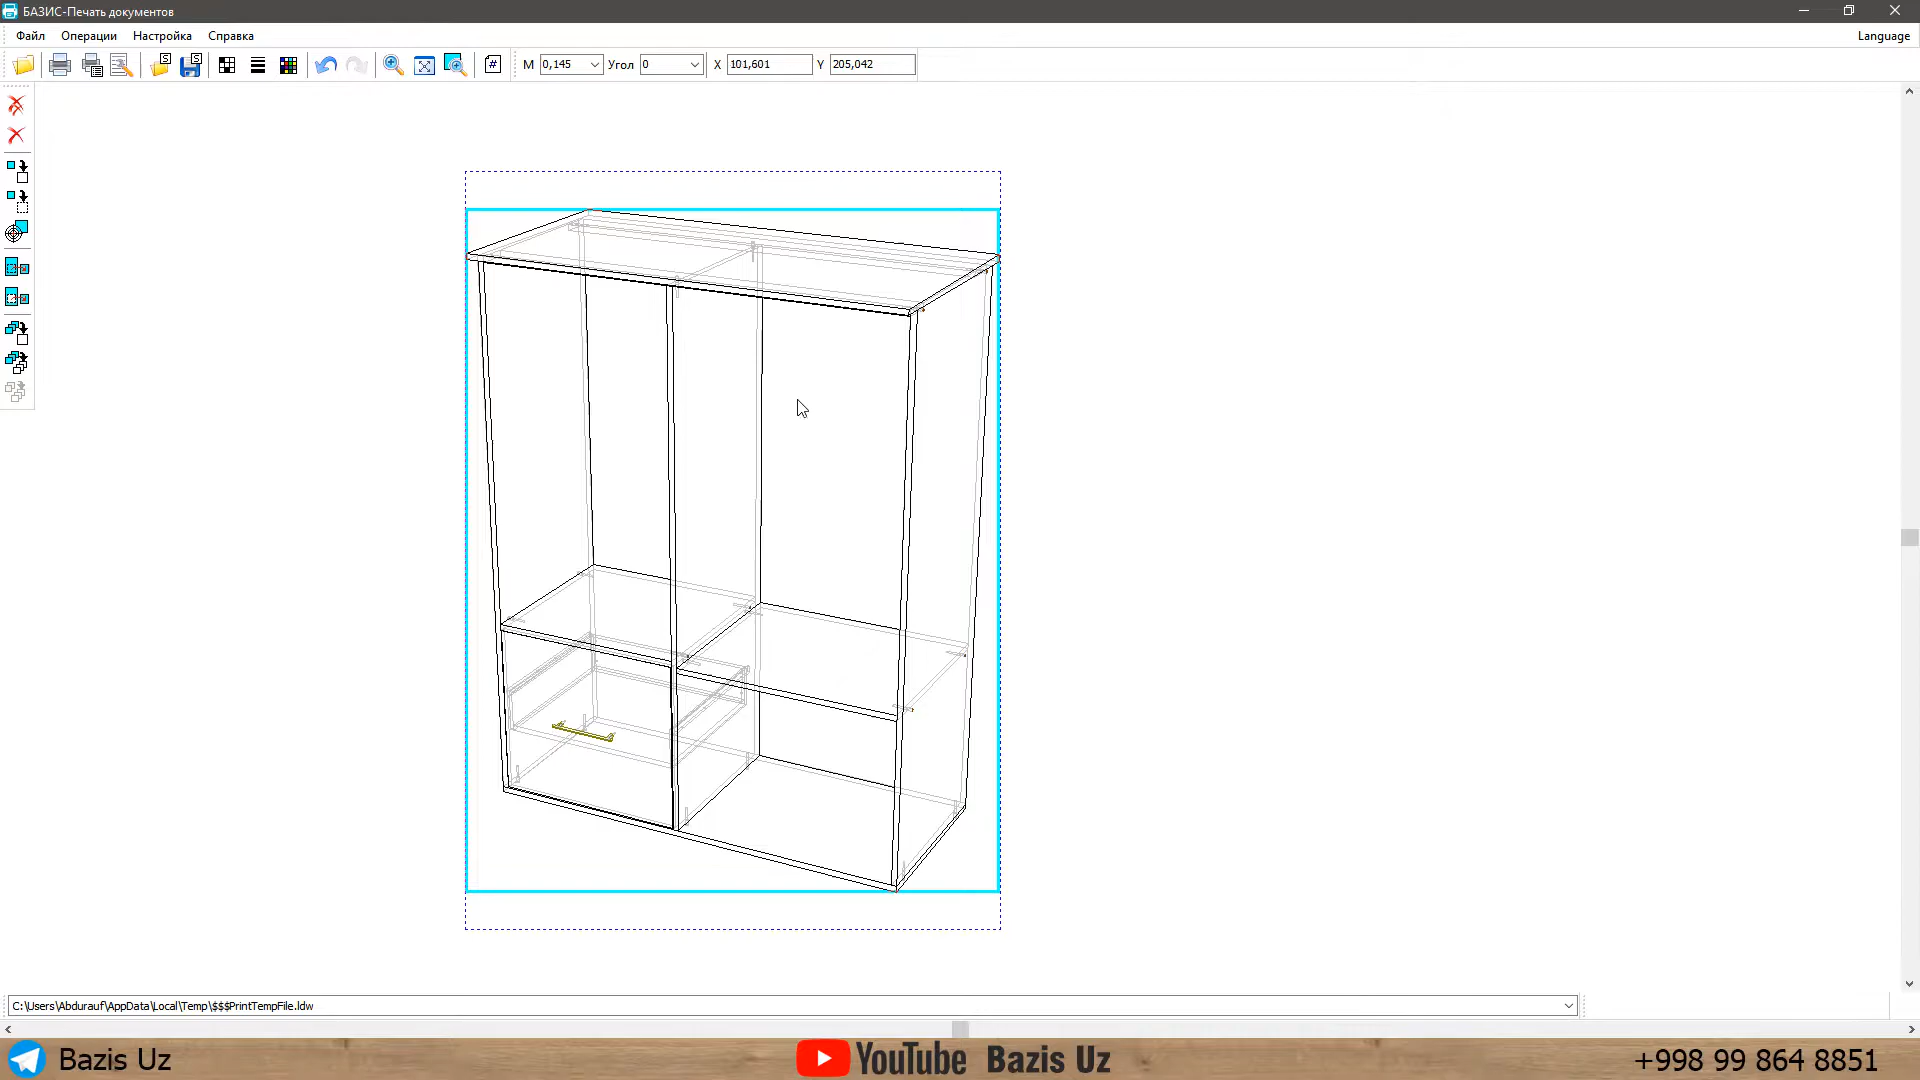 БАЗИС-Печать документов
Файл Операции Настройка Справка Language
S S # М 0,145 Угол 0 X 101,601 Y 205,042
C:\Users\Abdurauf\AppData\Local\Temp\$$$PrintTempFile.ldw
Bazis Uz YouTube Bazis Uz +998 99 864 8851